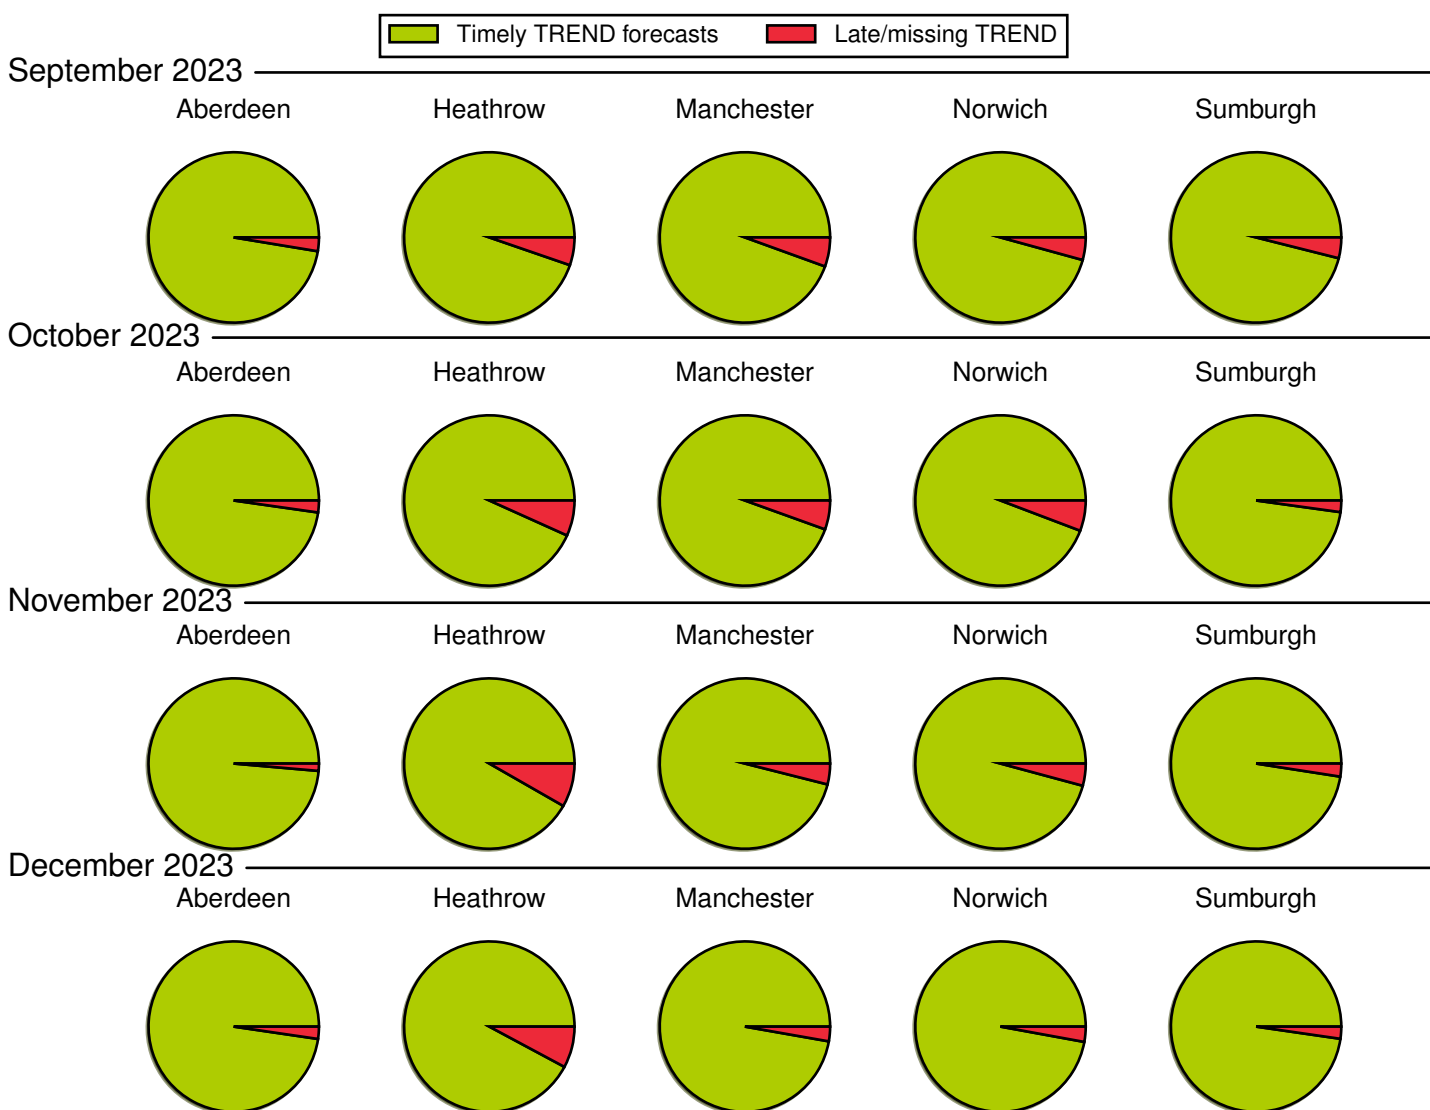 Timely TREND forecasts Late/missing TREND
September 2023
Aberdeen Heathrow Manchester Norwich Sumburgh
October 2023
Aberdeen Heathrow Manchester Norwich Sumburgh
November 2023
Aberdeen Heathrow Manchester Norwich Sumburgh
December 2023
Aberdeen Heathrow Manchester Norwich Sumburgh